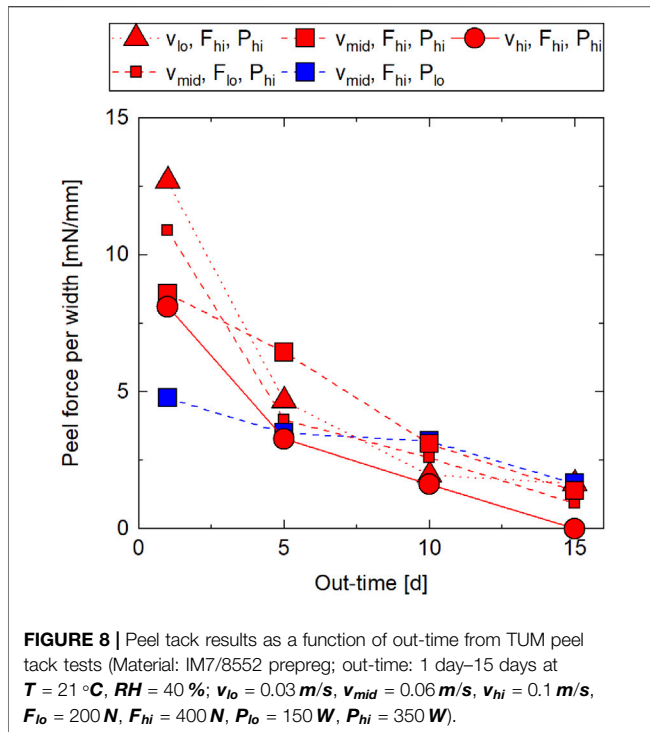 v_lo, F_hi, P_hi v_mid, F_hi, P_hi v_hi, F_hi, P_hi
v_mid, F_lo, P_hi v_mid, F_hi, P_lo
15
10
5
0
Peel force per width [mN/mm]
0 5 10 15
Out-time [d]
FIGURE 8 | Peel tack results as a function of out-time from TUM peel
tack tests (Material: IM7/8552 prepreg; out-time: 1 day–15 days at
T = 21 °C, RH = 40 %; v_lo = 0.03 m/s, v_mid = 0.06 m/s, v_hi = 0.1 m/s,
F_lo = 200 N, F_hi = 400 N, P_lo = 150 W, P_hi = 350 W).